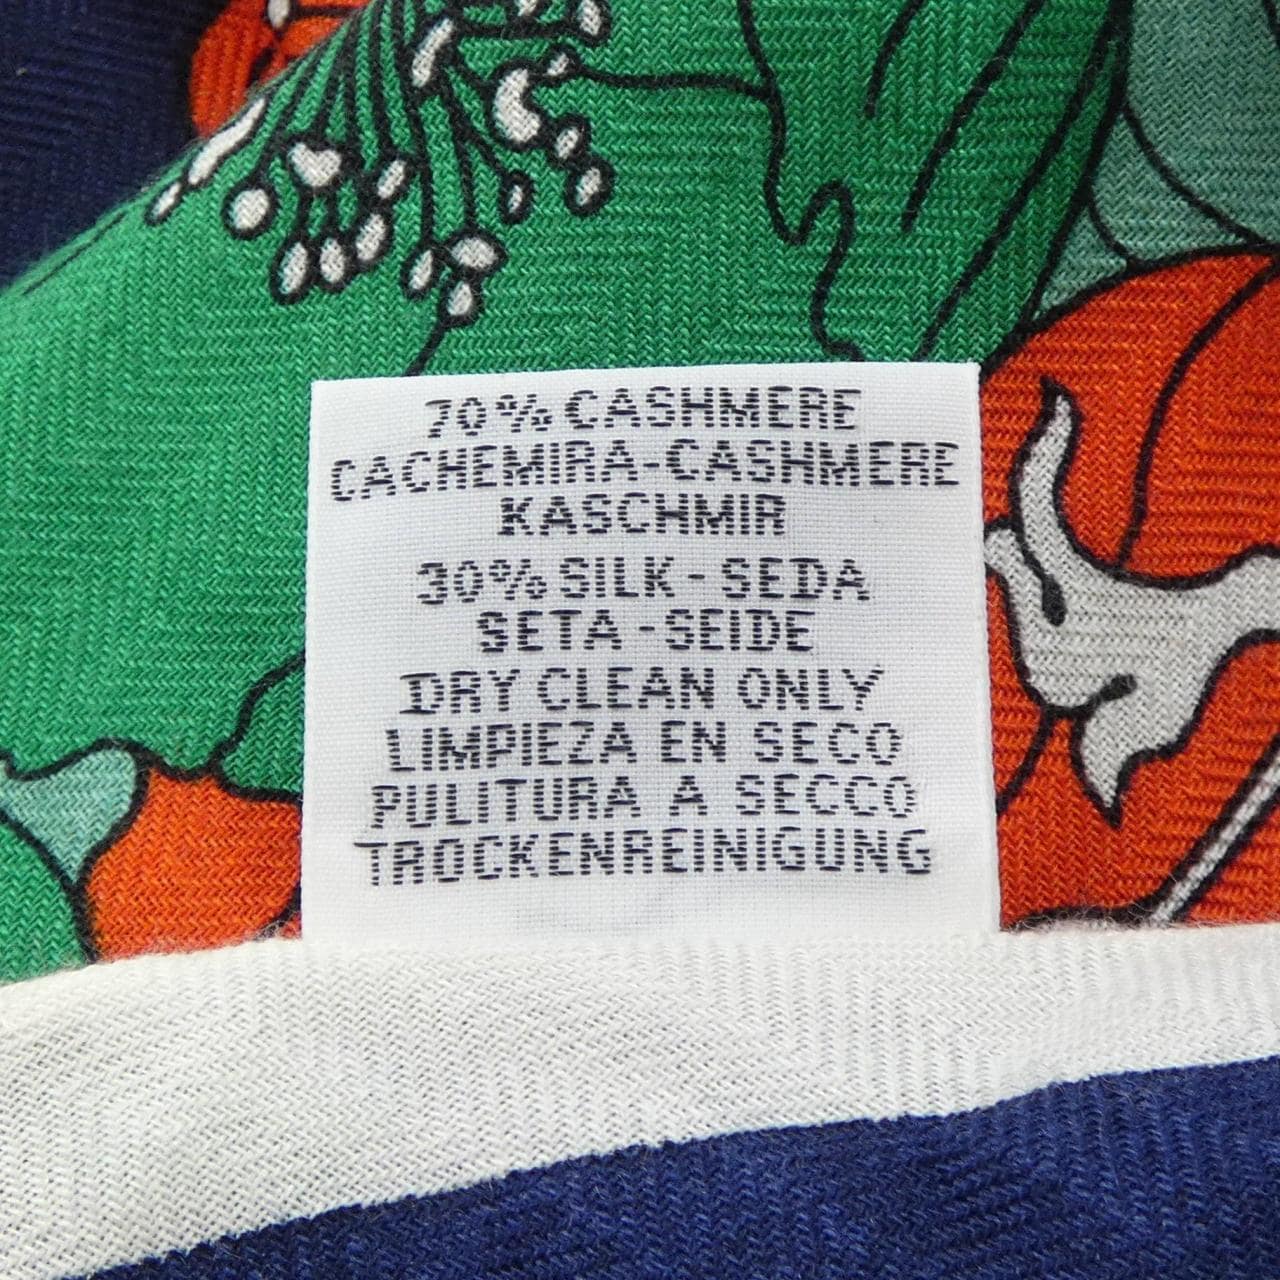 70% CASHMERE
CACHEMIRA-CASHMERE
KASCHMIR
30% SILK - SEDA
SETA - SEIDE
DRY CLEAN ONLY
LIMPIEZA EN SECO
PULITURA A SECCO
TROCKENREINIGUNG